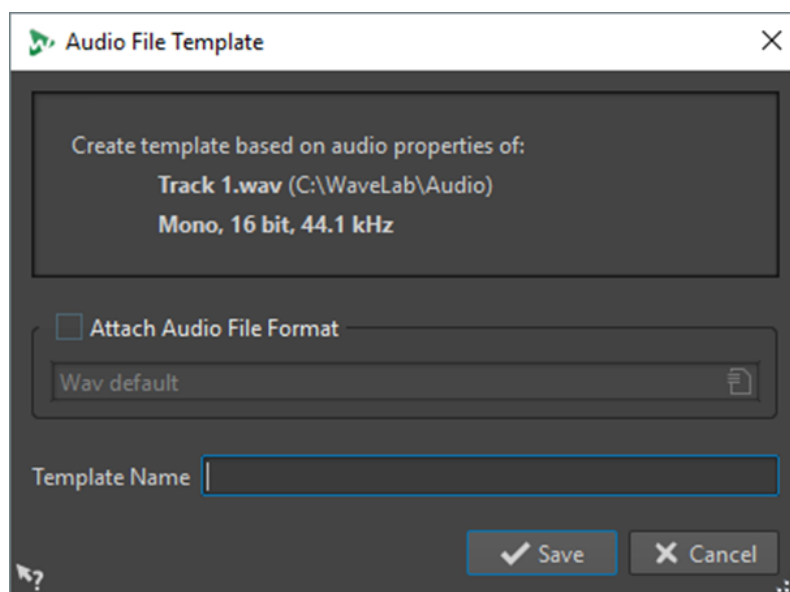 Audio File Template
Create template based on audio properties of:
Track 1.wav (C:\WaveLab\Audio)
Mono, 16 bit, 44.1 kHz
Attach Audio File Format
Wav default
Template Name
Save
Cancel
?